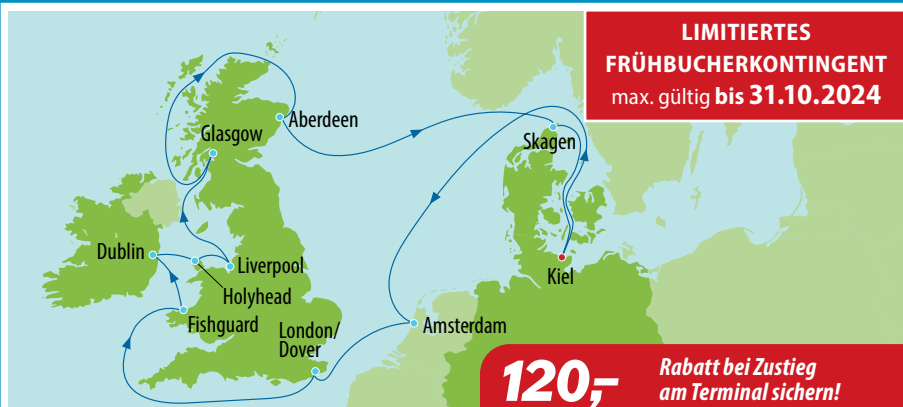 LIMITIERTES
FRÜHBUCHERKONTINGENT
max. gültig bis 31.10.2024
Aberdeen
Glasgow
Skagen
Dublin
Liverpool
Holyhead
Kiel
Fishguard
London/
Dover
Amsterdam
120,-
Rabatt bei Zustieg
am Terminal sichern!